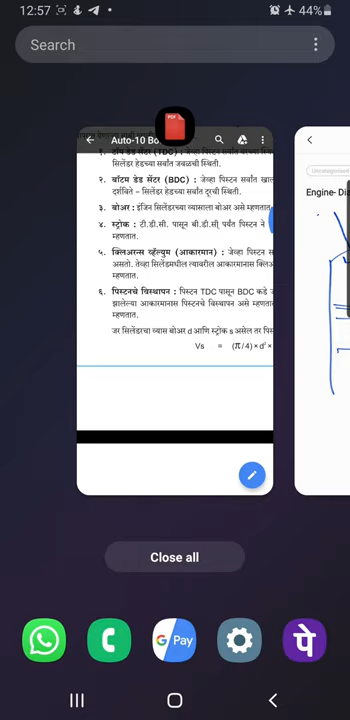 12:57
44%
Search
Auto-10 Bo
१. टॉप डेड सेंटर (TDC) : जेव्हा पिस्टन सर्वात
सिलेंडर हेडच्या सर्वात जवळची स्थिती.
२. बॉटम डेड सेंटर (BDC) : जेव्हा पिस्टन सर्वात खाल
दर्शविते – सिलेंडर हेडच्या सर्वात दूरची स्थिती.
३. बोअर : इंजिन सिलेंडरच्या व्यासाला बोअर असे म्हणतात
४. स्ट्रोक : टी.डी.सी. पासून बी.डी.सी् पर्यंत पिस्टन ने
म्हणतात.
५. क्लिअरन्स व्हॅल्युम (आकारमान) : जेव्हा पिस्टन स
असतो. तेव्हा सिलेंडरमधील त्यावरील आकारमानास क्लिअ
म्हणतात.
६. पिस्टनचे विस्थापन : पिस्टन TDC पासून BDC कडे ज
झालेल्या आकारमानास पिस्टनचे विस्थापन असे म्हणतात
म्हणतात.
जर सिलेंडरचा व्यास बोअर d आणि स्ट्रोक s असेल तर पिस्
Vs = (π/4) × d² ×
Uncategorised
Engine- Dia
Close all
G Pay
पे